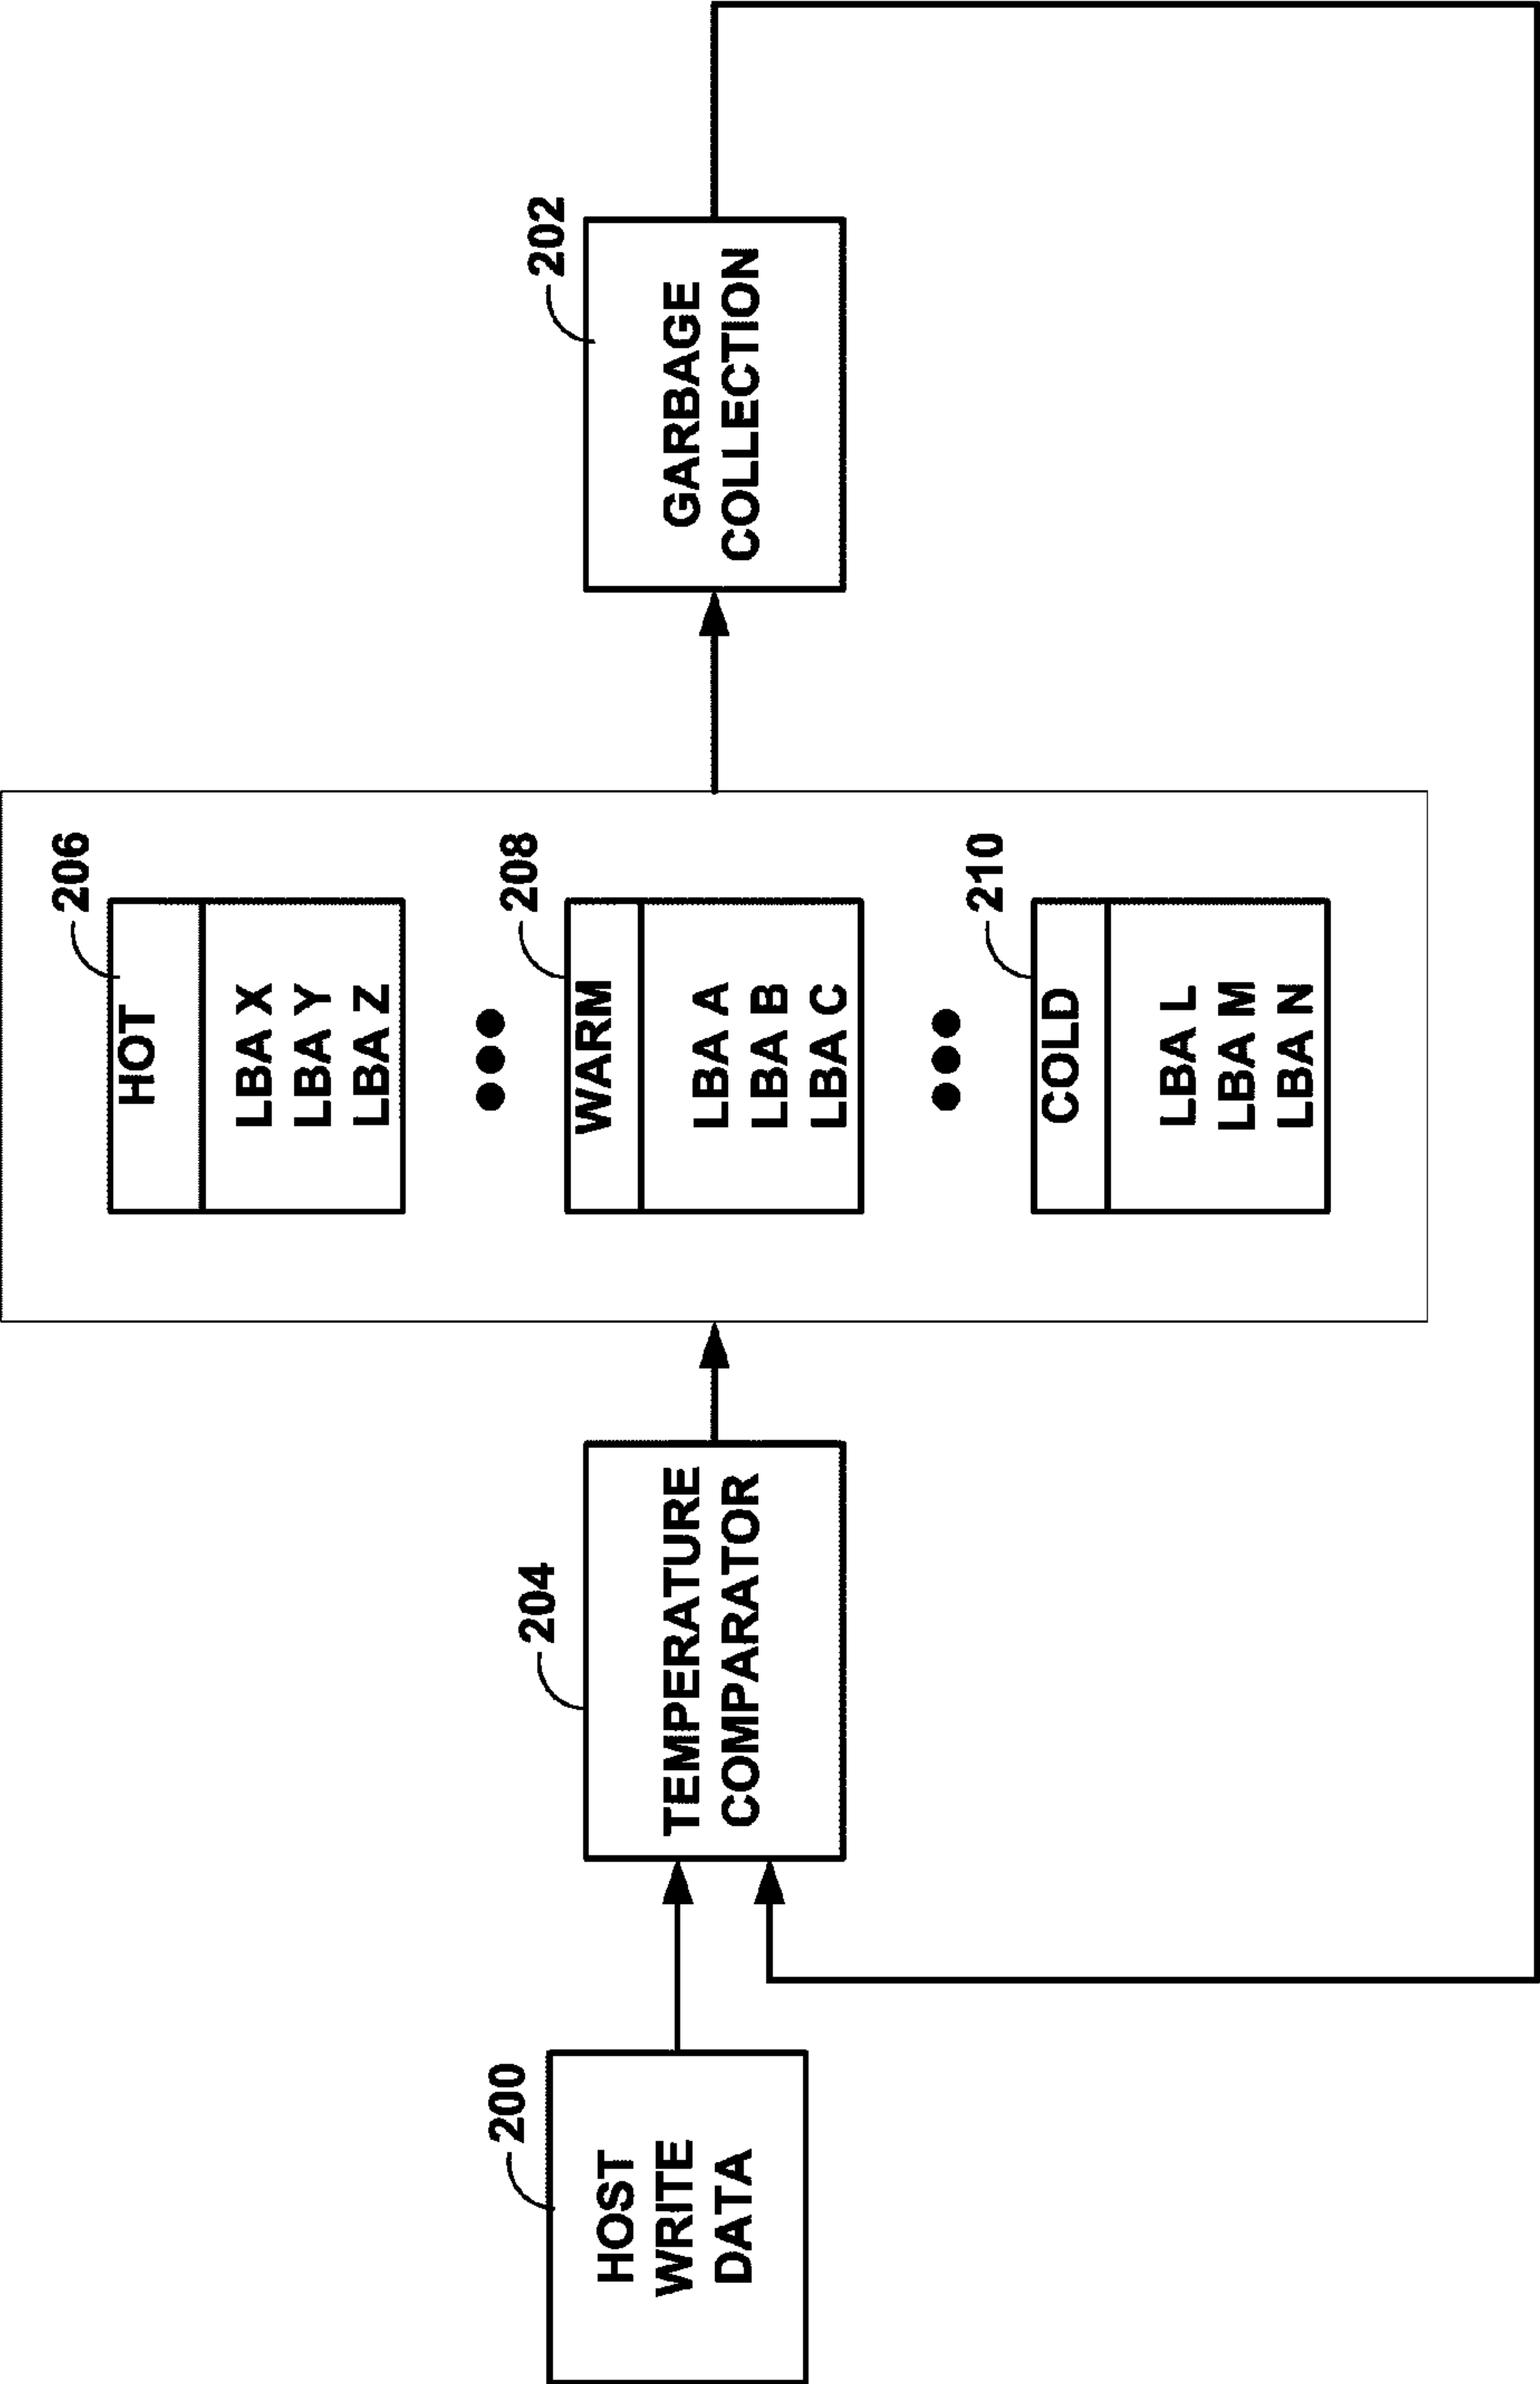 200
HOST
WRITE
DATA
204
TEMPERATURE
COMPARATOR
206
HOT
LBA X
LBA Y
LBA Z
208
WARM
LBA A
LBA B
LBA C
210
COLD
LBA L
LBA M
LBA N
202
GARBAGE
COLLECTION